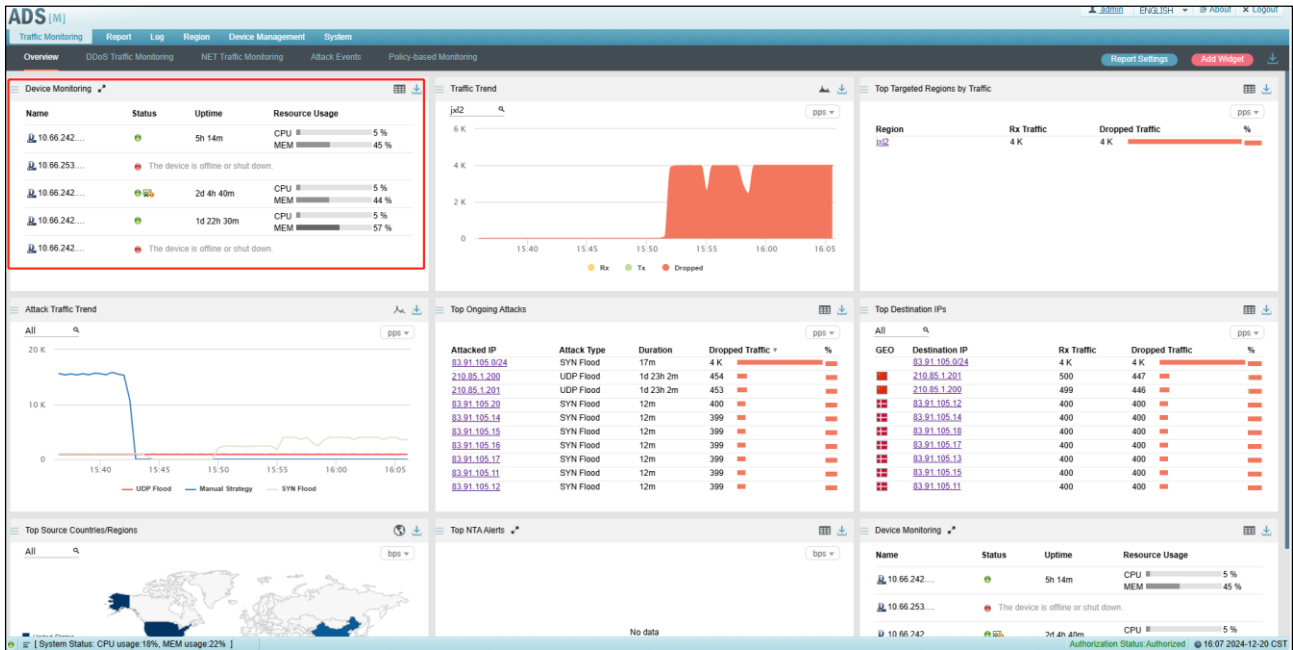 ADS [M]
admin ENGLISH About Logout
Traffic Monitoring Report Log Region Device Management System
Overview DDoS Traffic Monitoring NET Traffic Monitoring Attack Events Policy-based Monitoring Report Settings Add Widget
Device Monitoring
Name Status Uptime Resource Usage
10.66.242.... 5h 14m CPU 5 % MEM 45 %
10.66.253.... The device is offline or shut down.
10.66.242.... 2d 4h 40m CPU 5 % MEM 44 %
10.66.242.... 1d 22h 30m CPU 5 % MEM 57 %
10.66.242.... The device is offline or shut down.
Traffic Trend
jxl2 pps
6 K
4 K
2 K
0
15:40 15:45 15:50 15:55 16:00 16:05
Rx Tx Dropped
Top Targeted Regions by Traffic
pps
Region Rx Traffic Dropped Traffic %
jxl2 4 K 4 K
Attack Traffic Trend
All pps
20 K
10 K
0
15:40 15:45 15:50 15:55 16:00 16:05
UDP Flood Manual Strategy SYN Flood
Top Ongoing Attacks
pps
Attacked IP Attack Type Duration Dropped Traffic %
83.91.105.0/24 SYN Flood 17m 4 K
210.85.1.200 UDP Flood 1d 23h 2m 454
210.85.1.201 UDP Flood 1d 23h 2m 453
83.91.105.20 SYN Flood 12m 400
83.91.105.14 SYN Flood 12m 399
83.91.105.15 SYN Flood 12m 399
83.91.105.16 SYN Flood 12m 399
83.91.105.17 SYN Flood 12m 399
83.91.105.11 SYN Flood 12m 399
83.91.105.12 SYN Flood 12m 399
Top Destination IPs
All pps
GEO Destination IP Rx Traffic Dropped Traffic %
83.91.105.0/24 4 K 4 K
210.85.1.201 500 447
210.85.1.200 499 446
83.91.105.12 400 400
83.91.105.14 400 400
83.91.105.18 400 400
83.91.105.17 400 400
83.91.105.13 400 400
83.91.105.15 400 400
83.91.105.11 400 400
Top Source Countries/Regions
All bps
United States
Top NTA Alerts
bps
No data
Device Monitoring
Name Status Uptime Resource Usage
10.66.242.... 5h 14m CPU 5 % MEM 45 %
10.66.253.... The device is offline or shut down.
10.66.242 2d 4h 40m CPU 5 %
[ System Status: CPU usage:18%, MEM usage:22% ] Authorization Status:Authorized 16:07 2024-12-20 CST